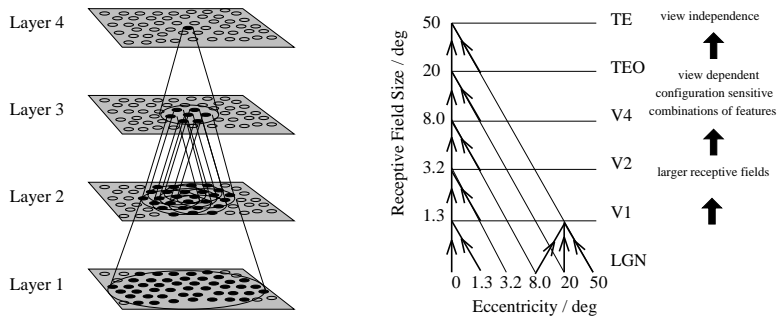 Layer 4
Layer 3
Layer 2
Layer 1
Receptive Field Size / deg
50
20
8.0
3.2
1.3
TE
TEO
V4
V2
V1
LGN
0 1.3 3.2 8.0 20 50
Eccentricity / deg
view independence
view dependent
configuration sensitive
combinations of features
larger receptive fields